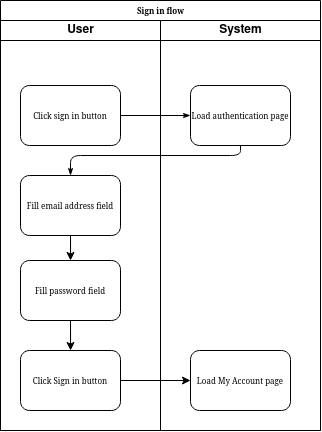 Sign in flow
User
System
Click sign in button
Load authentication page
Fill email address field
Fill password field
Click Sign in button
Load My Account page